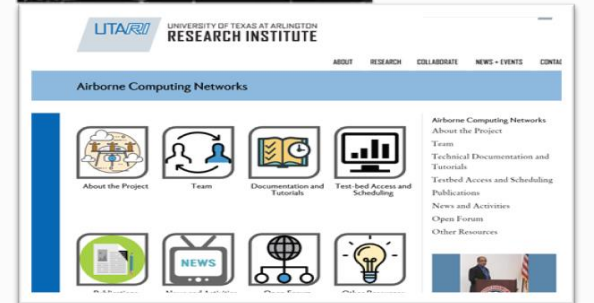 UTARI
UNIVERSITY OF TEXAS AT ARLINGTON
RESEARCH INSTITUTE
ABOUT RESEARCH COLLABORATE NEWS + EVENTS CONTAC
Airborne Computing Networks
About the Project
Team
Documentation and
Tutorials
Test-bed Access and
Scheduling
NEWS
Airborne Computing Networks
About the Project
Team
Technical Documentation and
Tutorials
Testbed Access and Scheduling
Publications
News and Activities
Open Forum
Other Resources